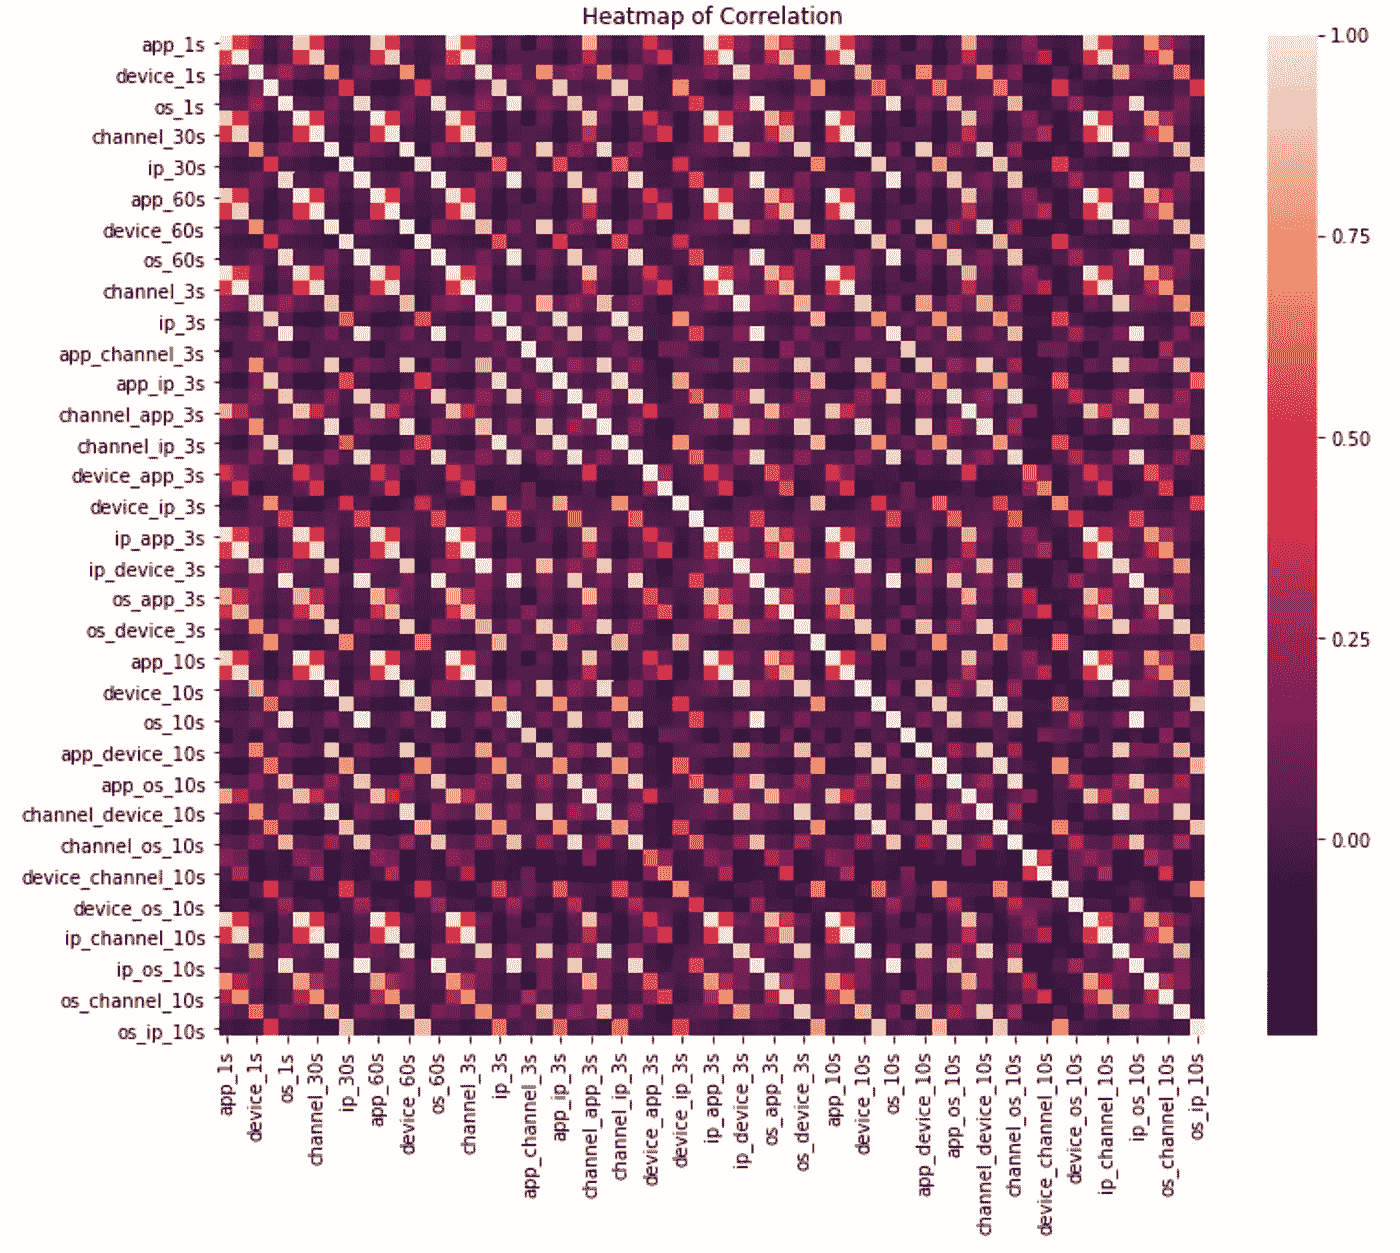 Heatmap of Correlation
app_1s
device_1s
os_1s
channel_30s
ip_30s
app_60s
device_60s
os_60s
channel_3s
ip_3s
app_channel_3s
app_ip_3s
channel_app_3s
channel_ip_3s
device_app_3s
device_ip_3s
ip_app_3s
ip_device_3s
os_app_3s
os_device_3s
app_10s
device_10s
os_10s
app_device_10s
app_os_10s
channel_device_10s
channel_os_10s
device_channel_10s
device_os_10s
ip_channel_10s
ip_os_10s
os_channel_10s
os_ip_10s
app_1s
device_1s
os_1s
channel_30s
ip_30s
app_60s
device_60s
os_60s
channel_3s
ip_3s
app_channel_3s
app_ip_3s
channel_app_3s
channel_ip_3s
device_app_3s
device_ip_3s
ip_app_3s
ip_device_3s
os_app_3s
os_device_3s
app_10s
device_10s
os_10s
app_device_10s
app_os_10s
channel_device_10s
channel_os_10s
device_channel_10s
device_os_10s
ip_channel_10s
ip_os_10s
os_channel_10s
os_ip_10s
1.00
0.75
0.50
0.25
0.00